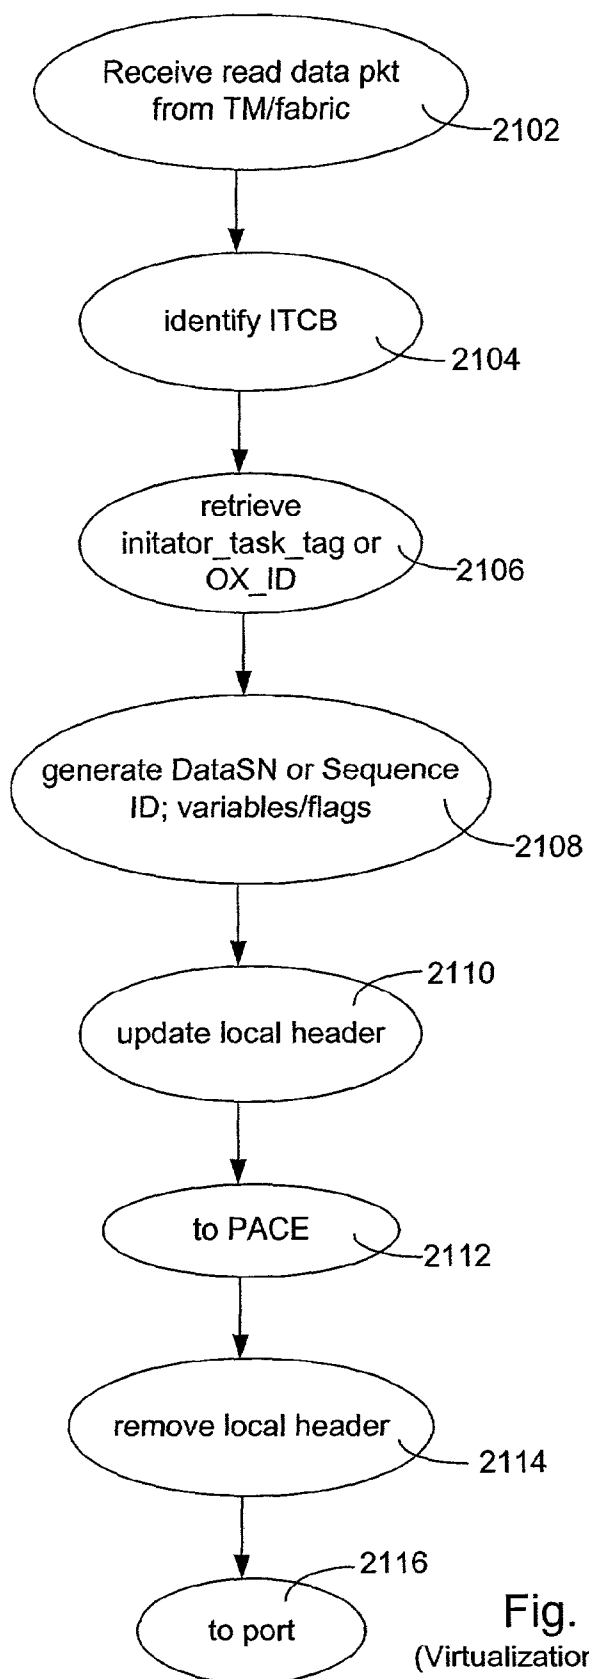 Receive read data pkt
from TM/fabric
2102
identify ITCB
2104
retrieve
initator_task_tag or
OX_ID
2106
generate DataSN or Sequence
ID; variables/flags
2108
2110
update local header
to PACE
2112
remove local header
2114
2116
to port
Fig.
(Virtualization